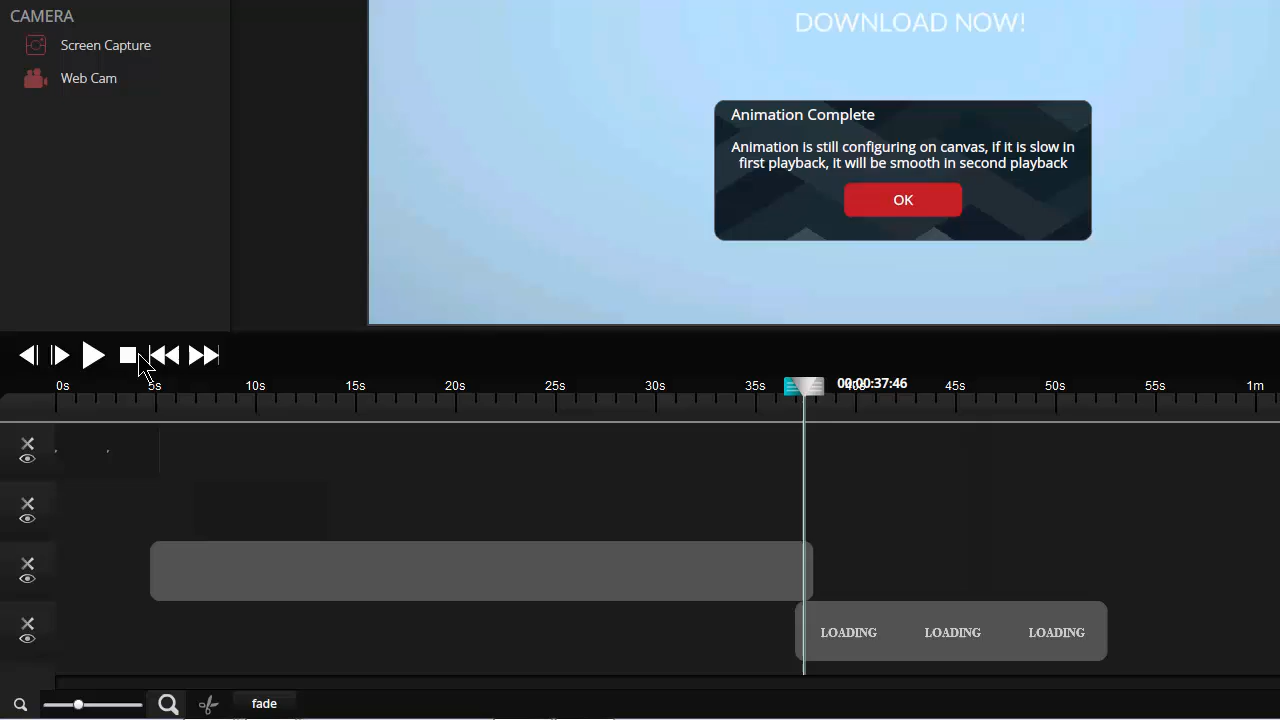 CAMERA
Screen Capture
Web Cam
DOWNLOAD NOW!
Animation Complete
Animation is still configuring on canvas, if it is slow in
first playback, it will be smooth in second playback
OK
0s 5s 10s 15s 20s 25s 30s 35s 00:00:37:46 45s 50s 55s 1m
LOADING LOADING LOADING
fade